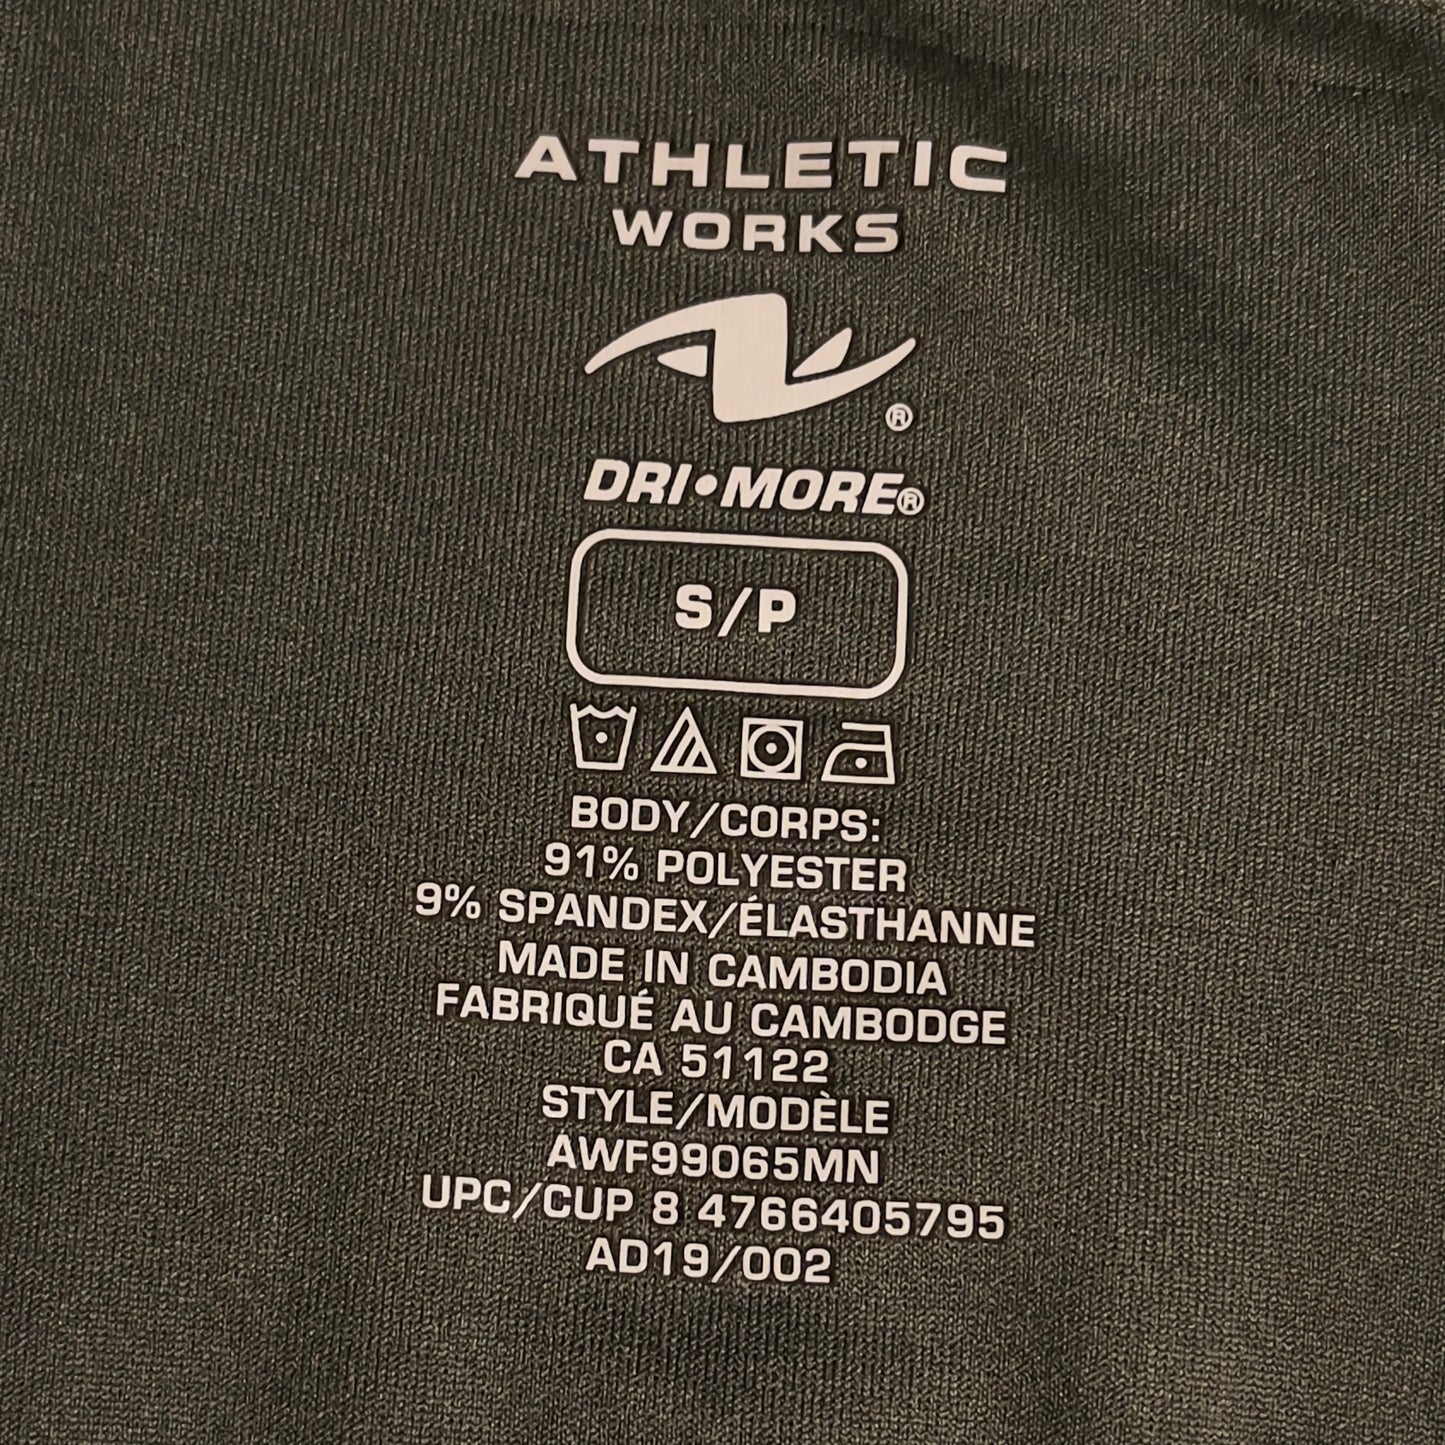 ATHLETIC
WORKS
®
DRI•MORE®
S/P
BODY/CORPS:
91% POLYESTER
9% SPANDEX/ÉLASTHANNE
MADE IN CAMBODIA
FABRIQUÉ AU CAMBODGE
CA 51122
STYLE/MODÈLE
AWF99065MN
UPC/CUP 8 4766405795
AD19/002